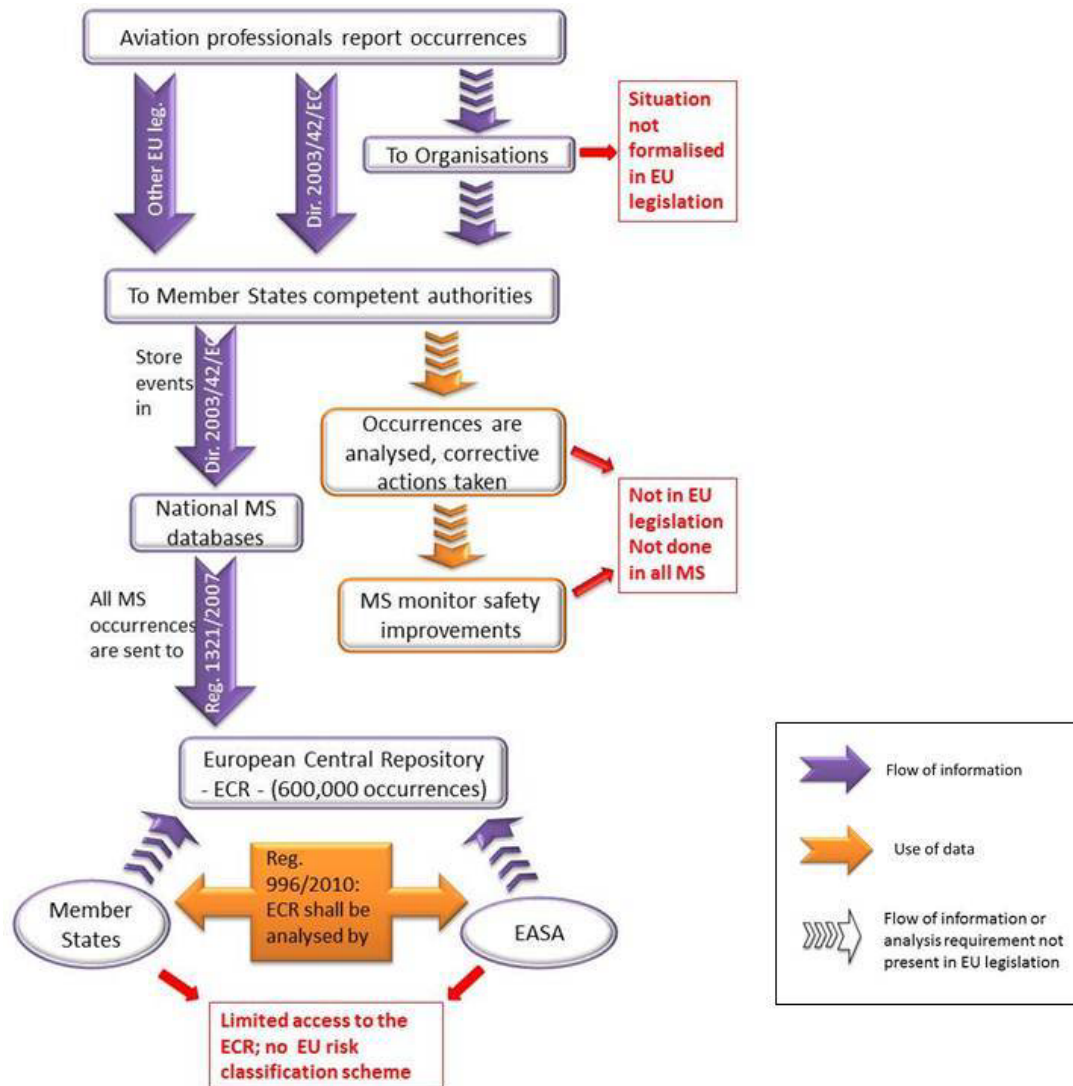 Aviation professionals report occurrences
Other EU leg.
Dir. 2003/42/EC
To Organisations
Situation
not
formalised
in EU
legislation
To Member States competent authorities
Store
events
in
Dir. 2003/42/EC
Occurrences are
analysed, corrective
actions taken
National MS
databases
Not in EU
legislation
Not done
in all MS
MS monitor safety
improvements
All MS
occurrences
are sent to
Reg. 1321/2007
European Central Repository
- ECR - (600,000 occurrences)
Reg.
996/2010:
ECR shall be
analysed by
Member
States
EASA
Limited access to the
ECR; no EU risk
classification scheme
Flow of information
Use of data
Flow of information or
analysis requirement not
present in EU legislation